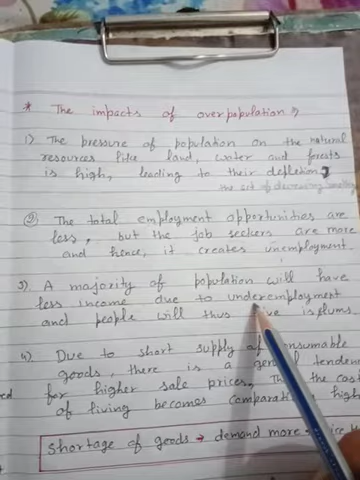 * The impacts of overpopulation :
1) The pressure of population on the natural
resources like land, water and forests
is high, leading to their depletion
the act of decreasing
2) The total employment opportunities are
less, but the job seekers are more
and hence, it creates unemployment
3) A majority of population will have
less income due to underemployment
and people will thus in slums
4) Due to short supply of consumable
goods, there is a general
for higher sale prices, the cost
of living becomes high
Shortage of goods → demand more →